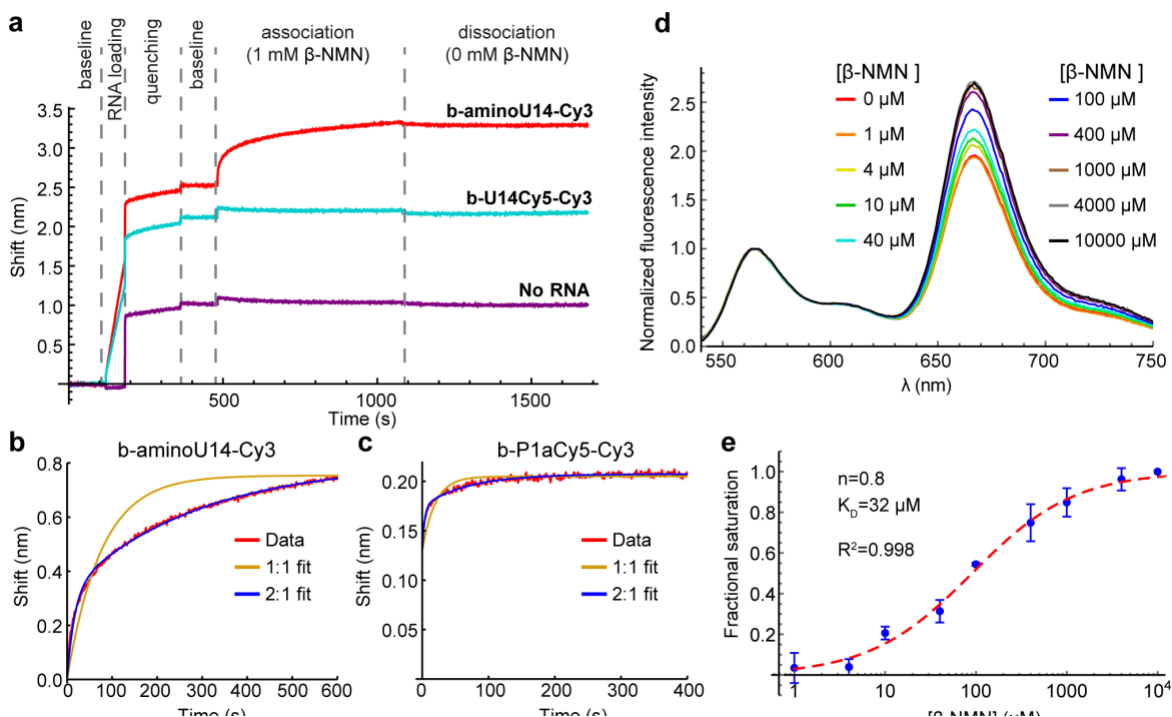 a
baseline
RNA loading
quenching
baseline
association
(1 mM β-NMN)
dissociation
(0 mM β-NMN)
3.5
3.0
2.5
2.0
1.5
1.0
0.5
Shift (nm)
b-aminoU14-Cy3
b-U14Cy5-Cy3
No RNA
500
1000
1500
Time (s)
d
Normalized fluorescence intensity
2.5
2.0
1.5
1.0
0.5
0.0
[β-NMN ]
0 µM
1 µM
4 µM
10 µM
40 µM
[β-NMN ]
100 µM
400 µM
1000 µM
4000 µM
10000 µM
550
600
650
700
750
λ (nm)
b
b-aminoU14-Cy3
0.8
0.6
0.4
0.2
0.0
Shift (nm)
Data
1:1 fit
2:1 fit
0
100
200
300
400
500
600
Time (s)
c
b-P1aCy5-Cy3
0.20
0.15
0.10
0.05
Shift (nm)
Data
1:1 fit
2:1 fit
0
100
200
300
400
Time (s)
e
Fractional saturation
1.0
0.8
0.6
0.4
0.2
n=0.8
K_D=32 µM
R²=0.998
1
10
100
1000
10⁴
[β-NMN] (µM)